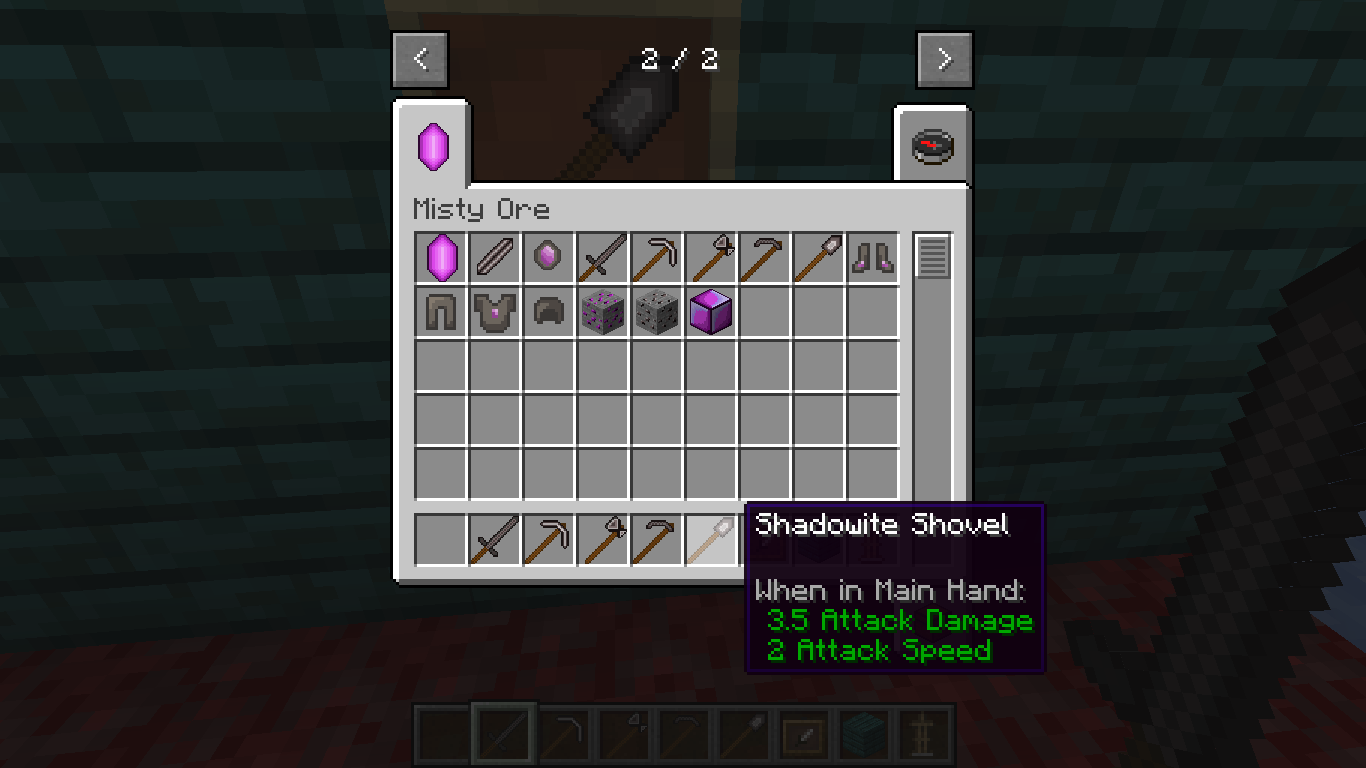 <
2 / 2
>
Misty Ore
Shadowite Shovel
When in Main Hand:
3.5 Attack Damage
2 Attack Speed